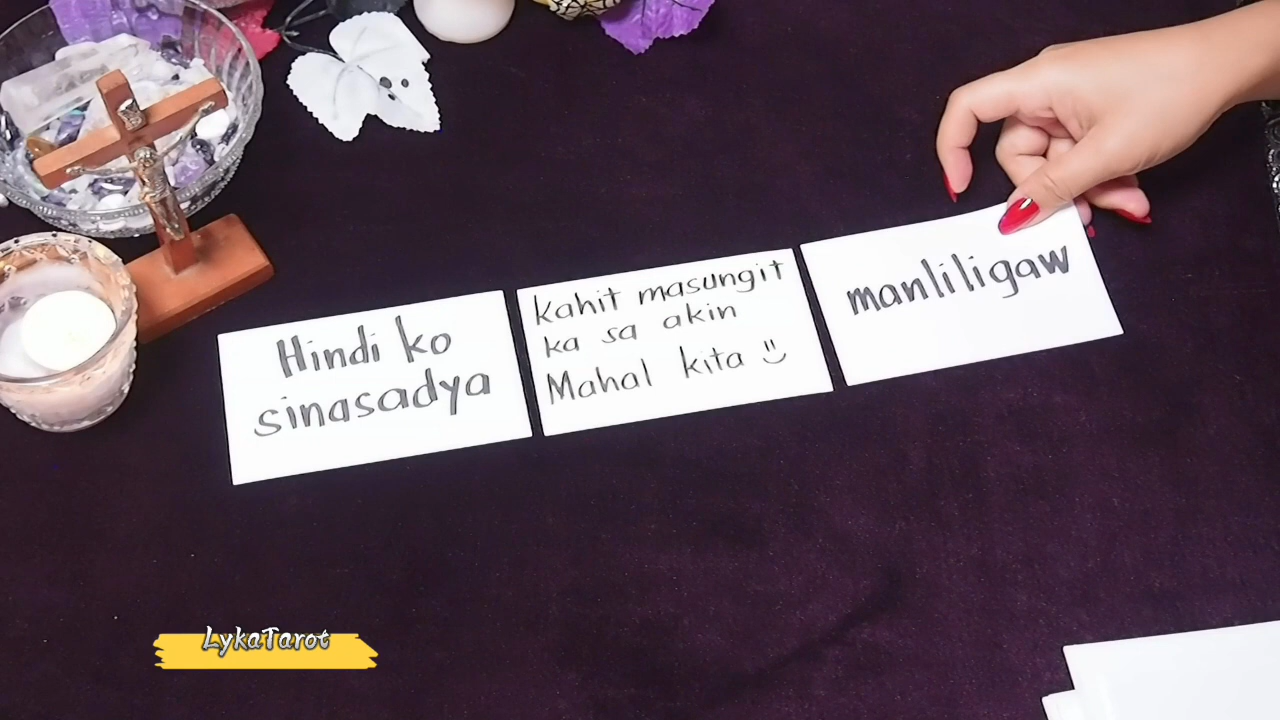 Hindi ko
sinasadya
kahit masungit
ka sa akin
Mahal kita
manliligaw
LykaTarot